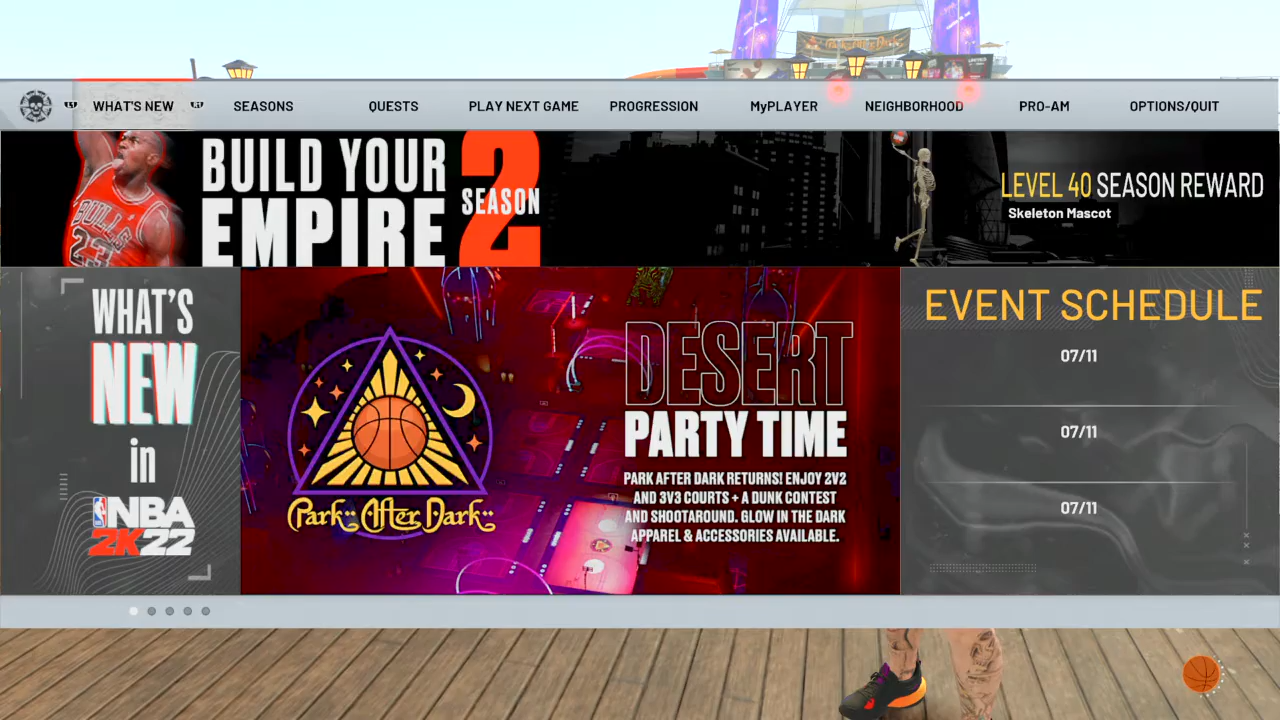 WHAT'S NEW
SEASONS
QUESTS
PLAY NEXT GAME
PROGRESSION
MyPLAYER
NEIGHBORHOOD
PRO-AM
OPTIONS/QUIT
BUILD YOUR
EMPIRE
2
SEASON
BULLS
23
LEVEL 40 SEASON REWARD
Skeleton Mascot
WHAT'S
NEW
in
NBA
2K22
Park After Dark
DESERT
PARTY TIME
PARK AFTER DARK RETURNS! ENJOY 2V2
AND 3V3 COURTS + A DUNK CONTEST
AND SHOOTAROUND. GLOW IN THE DARK
APPAREL & ACCESSORIES AVAILABLE.
EVENT SCHEDULE
07/11
07/11
07/11